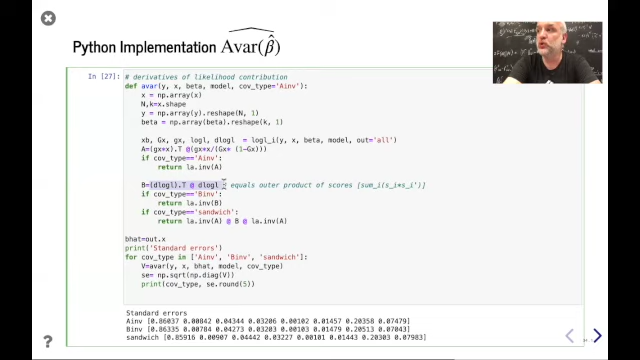 Python Implementation Avar(β̂)
In [27]:
# derivatives of likelihood contribution
def avar(y, x, beta, model, cov_type='Ainv'):
x = np.array(x)
N,k=x.shape
y = np.array(y).reshape(N, 1)
beta = np.array(beta).reshape(k, 1)
xb, Gx, gx, logl, dlogl = logl_i(y, x, beta, model, out='all')
A=(gx*x).T @(gx*x/(Gx* (1-Gx)))
if cov_type=='Ainv':
return la.inv(A)
B=(dlogl).T @ dlogl # equals outer product of scores [sum_i(s_i*s_i']
if cov_type=='Binv':
return la.inv(B)
if cov_type=='sandwich':
return la.inv(A) @ B @ la.inv(A)
bhat=out.x
print('Standard errors')
for cov_type in ['Ainv', 'Binv', 'sandwich']:
V=avar(y, x, bhat, model, cov_type)
se= np.sqrt(np.diag(V))
print(cov_type, se.round(5))
Standard errors
Ainv [0.86037 0.00842 0.04344 0.03206 0.00102 0.01457 0.20358 0.07479]
Binv [0.86335 0.00784 0.04273 0.03203 0.00103 0.01479 0.20513 0.07043]
sandwich [0.85916 0.00907 0.04442 0.03227 0.00101 0.01443 0.20303 0.07983]